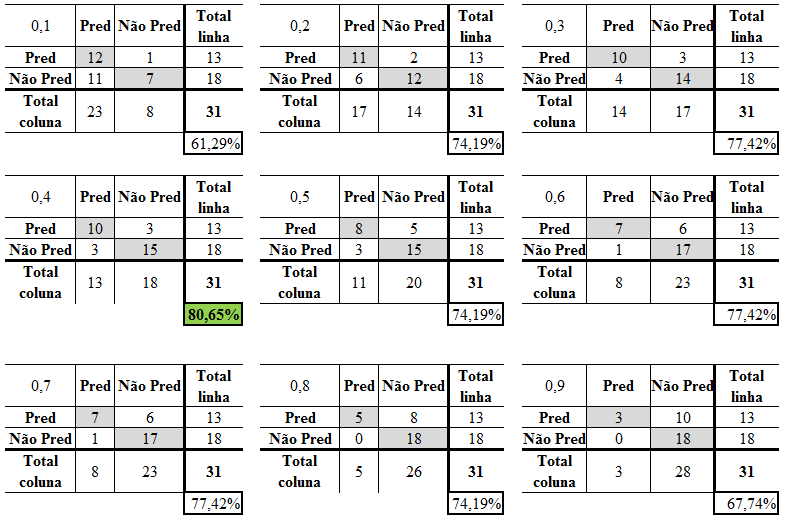 0,1 Pred Não Pred Total linha
Pred 12 1 13
Não Pred 11 7 18
Total coluna 23 8 31
61,29%
0,2 Pred Não Pred Total linha
Pred 11 2 13
Não Pred 6 12 18
Total coluna 17 14 31
74,19%
0,3 Pred Não Pred Total linha
Pred 10 3 13
Não Pred 4 14 18
Total coluna 14 17 31
77,42%
0,4 Pred Não Pred Total linha
Pred 10 3 13
Não Pred 3 15 18
Total coluna 13 18 31
80,65%
0,5 Pred Não Pred Total linha
Pred 8 5 13
Não Pred 3 15 18
Total coluna 11 20 31
74,19%
0,6 Pred Não Pred Total linha
Pred 7 6 13
Não Pred 1 17 18
Total coluna 8 23 31
77,42%
0,7 Pred Não Pred Total linha
Pred 7 6 13
Não Pred 1 17 18
Total coluna 8 23 31
77,42%
0,8 Pred Não Pred Total linha
Pred 5 8 13
Não Pred 0 18 18
Total coluna 5 26 31
74,19%
0,9 Pred Não Pred Total linha
Pred 3 10 13
Não Pred 0 18 18
Total coluna 3 28 31
67,74%